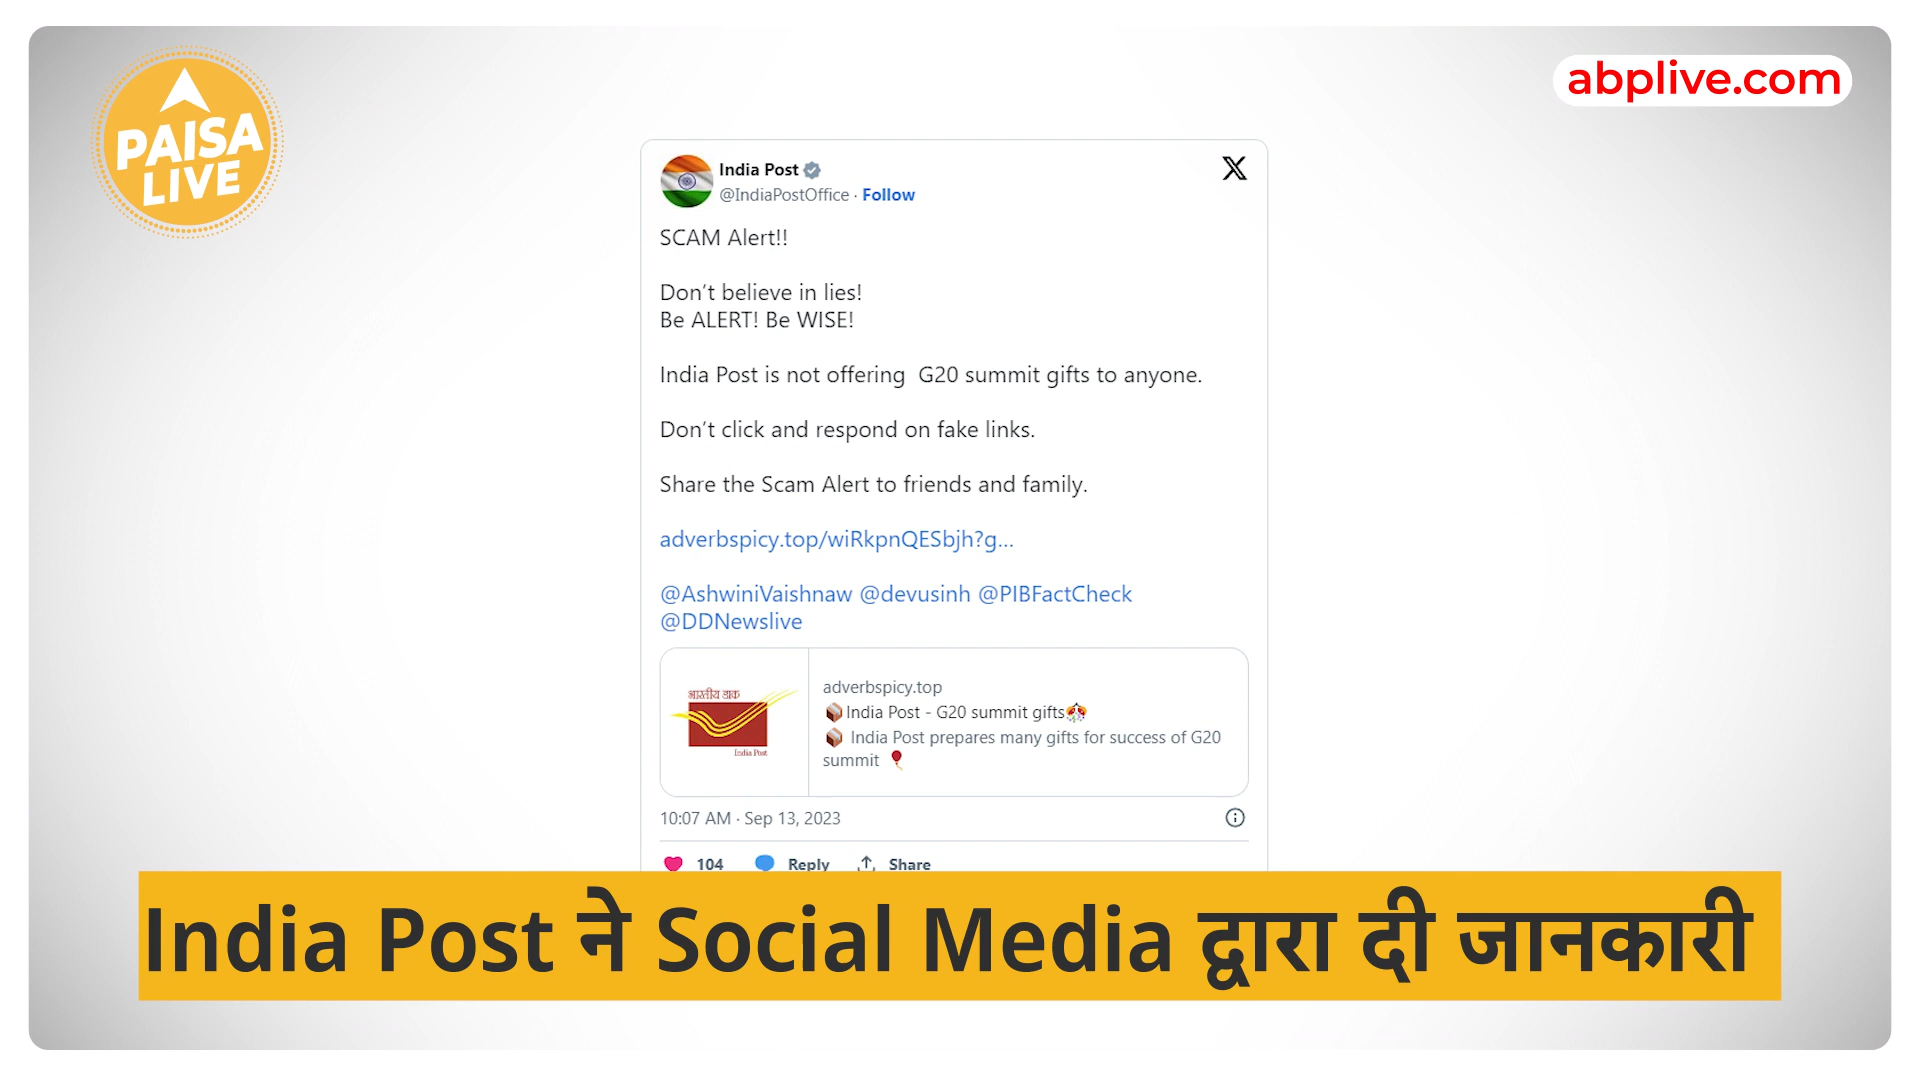 PAISA
LIVE
abplive.com
India Post
@IndiaPostOffice · Follow
SCAM Alert!!
Don't believe in lies!
Be ALERT! Be WISE!
India Post is not offering  G20 summit gifts to anyone.
Don't click and respond on fake links.
Share the Scam Alert to friends and family.
adverbspicy.top/wiRkpnQESbjh?g...
@AshwiniVaishnaw @devusinh @PIBFactCheck
@DDNewslive
भारतीय डाक
India Post
adverbspicy.top
📦India Post - G20 summit gifts🎊
📦 India Post prepares many gifts for success of G20
summit 🎈
10:07 AM · Sep 13, 2023
104 Reply Share
India Post ने Social Media द्वारा दी जानकारी